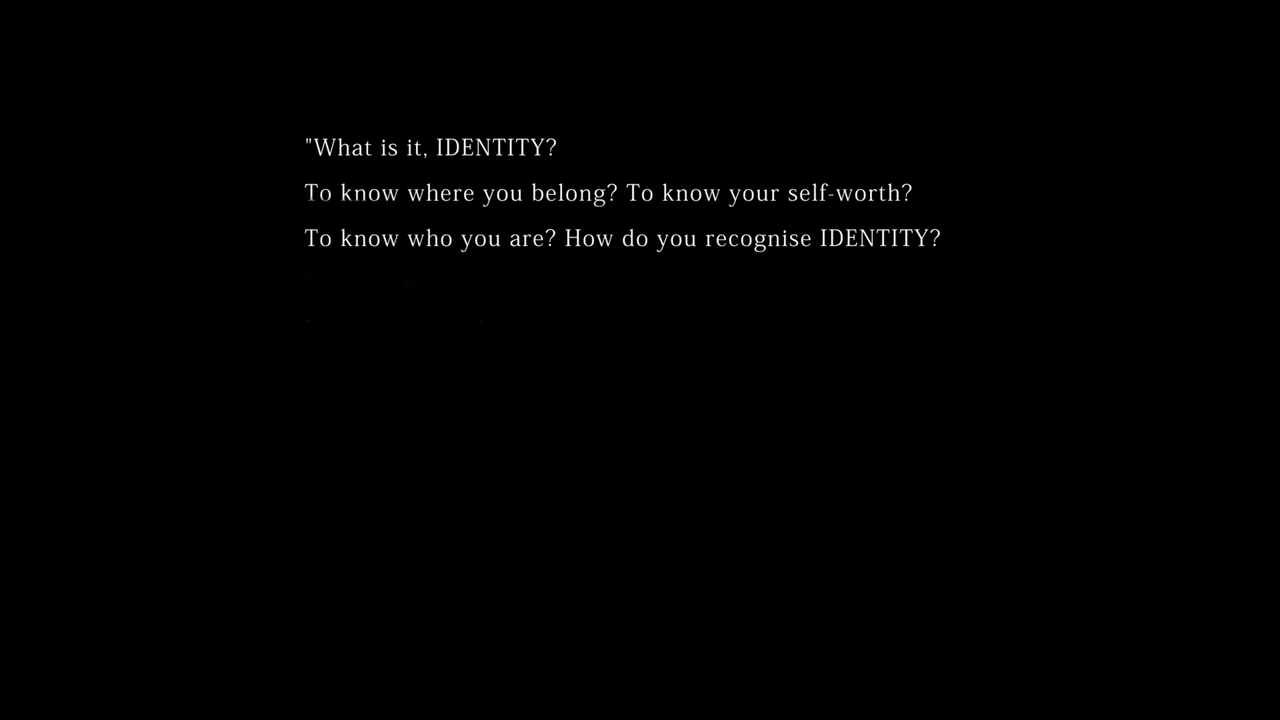 "What is it, IDENTITY?
To know where you belong? To know your self-worth?
To know who you are? How do you recognise IDENTITY?